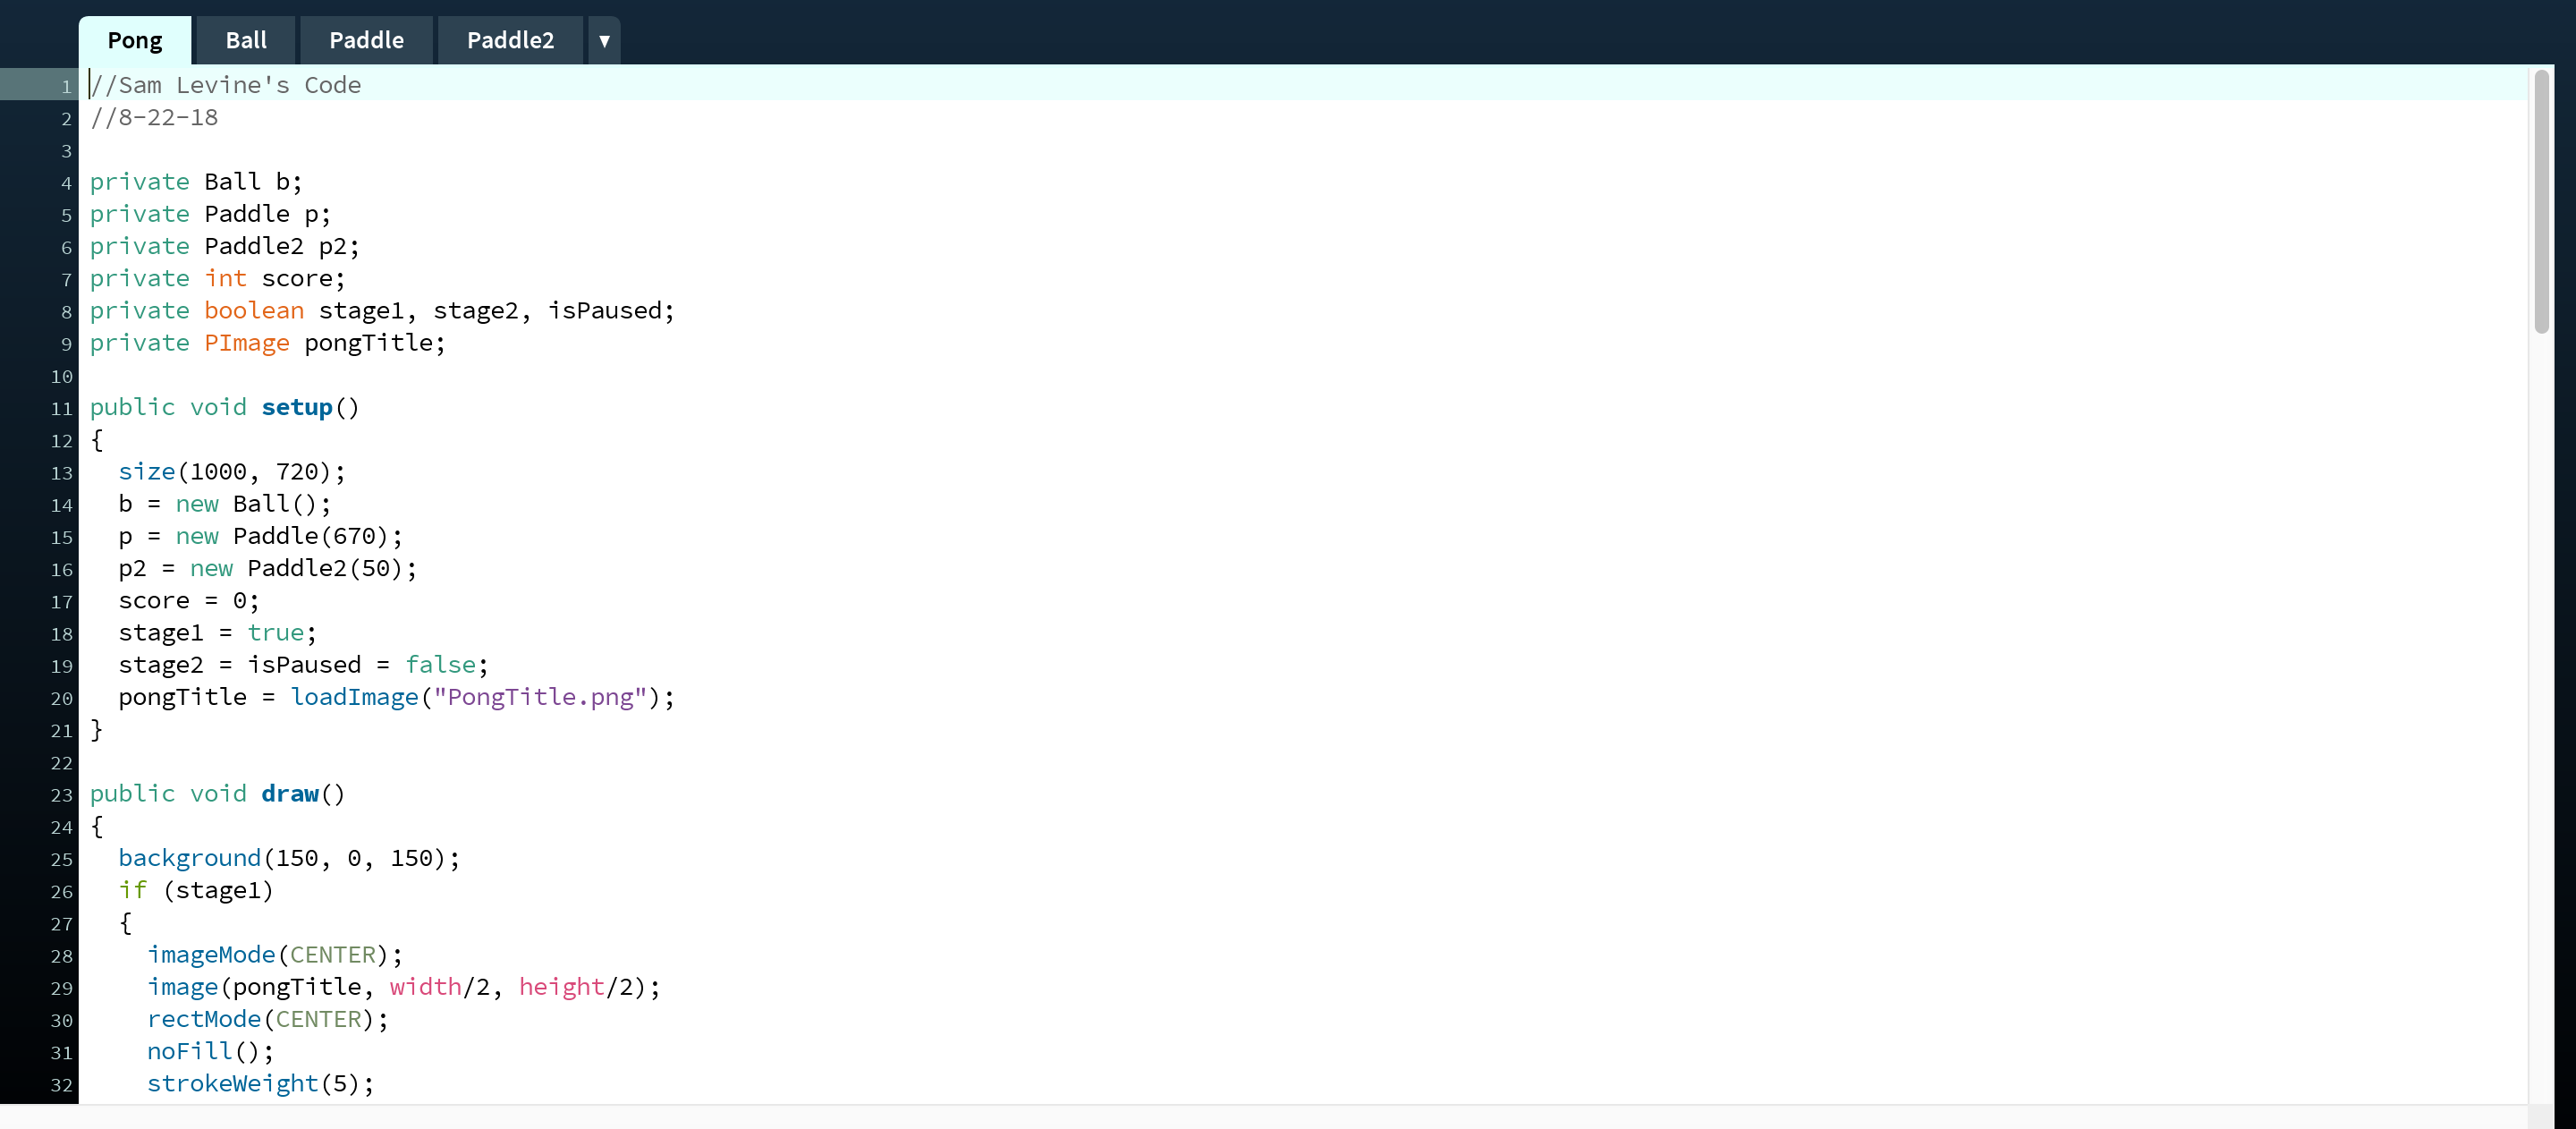 Pong Ball Paddle Paddle2 ▼
1 //Sam Levine's Code
2 //8-22-18
3
4 private Ball b;
5 private Paddle p;
6 private Paddle2 p2;
7 private int score;
8 private boolean stage1, stage2, isPaused;
9 private PImage pongTitle;
10
11 public void setup()
12 {
13   size(1000, 720);
14   b = new Ball();
15   p = new Paddle(670);
16   p2 = new Paddle2(50);
17   score = 0;
18   stage1 = true;
19   stage2 = isPaused = false;
20   pongTitle = loadImage("PongTitle.png");
21 }
22
23 public void draw()
24 {
25   background(150, 0, 150);
26   if (stage1)
27   {
28     imageMode(CENTER);
29     image(pongTitle, width/2, height/2);
30     rectMode(CENTER);
31     noFill();
32     strokeWeight(5);